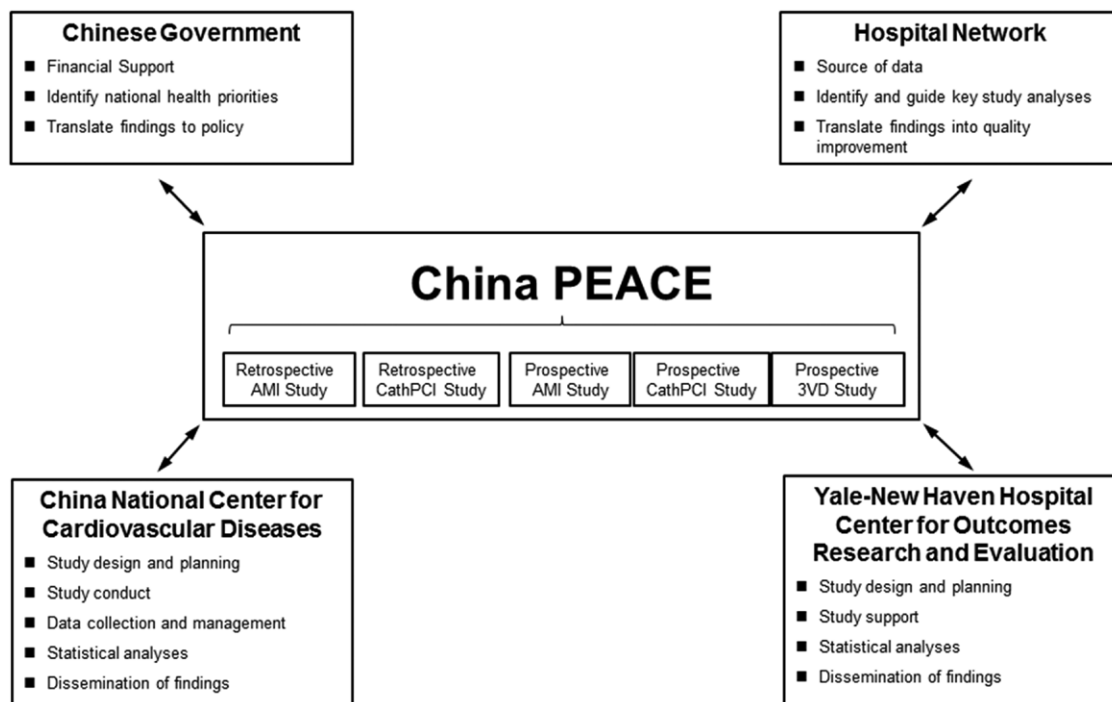 Chinese Government
■ Financial Support
■ Identify national health priorities
■ Translate findings to policy
Hospital Network
■ Source of data
■ Identify and guide key study analyses
■ Translate findings into quality
improvement
China PEACE
Retrospective
AMI Study
Retrospective
CathPCI Study
Prospective
AMI Study
Prospective
CathPCI Study
Prospective
3VD Study
China National Center for
Cardiovascular Diseases
■ Study design and planning
■ Study conduct
■ Data collection and management
■ Statistical analyses
■ Dissemination of findings
Yale-New Haven Hospital
Center for Outcomes
Research and Evaluation
■ Study design and planning
■ Study support
■ Statistical analyses
■ Dissemination of findings